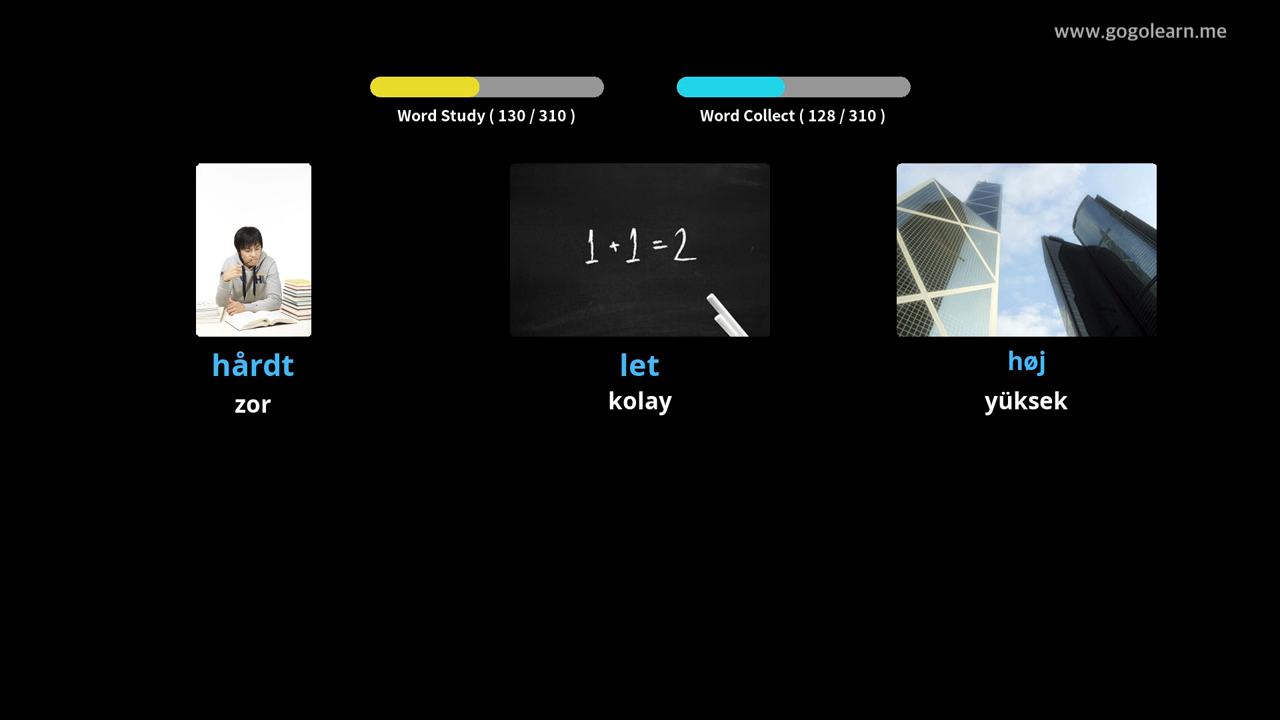 www.gogolearn.me
Word Study ( 130 / 310 )
Word Collect ( 128 / 310 )
1 + 1 = 2
hårdt
zor
let
kolay
høj
yüksek